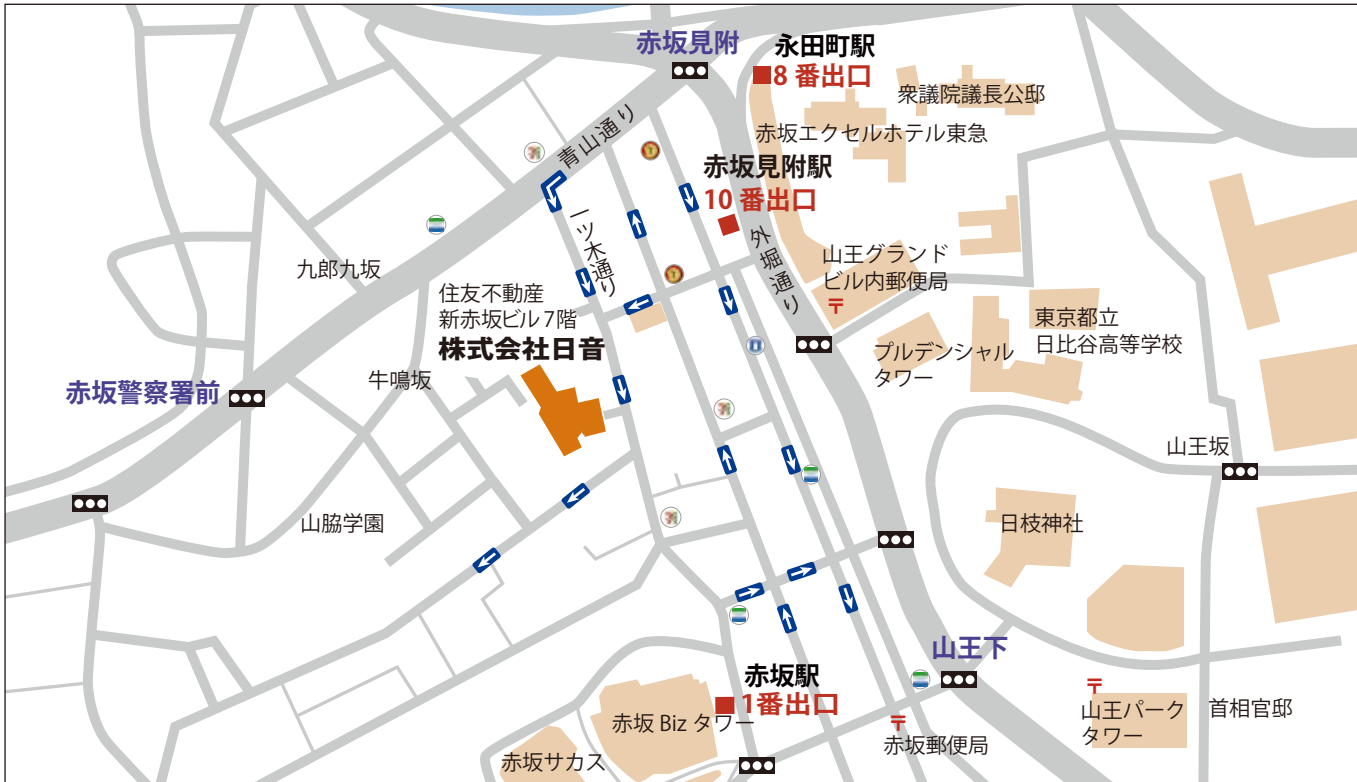 赤坂見附
永田町駅
8番出口
衆議院議長公邸
赤坂エクセルホテル東急
青山通り
赤坂見附駅
10番出口
一ツ木通り
外堀通り
九郎九坂
山王グランド
ビル内郵便局
〒
住友不動産
新赤坂ビル7階
株式会社日音
東京都立
日比谷高等学校
プルデンシャル
タワー
牛鳴坂
赤坂警察署前
山王坂
山脇学園
日枝神社
山王下
赤坂駅
1番出口
〒
山王パーク
タワー
首相官邸
赤坂Bizタワー
〒
赤坂郵便局
赤坂サカス